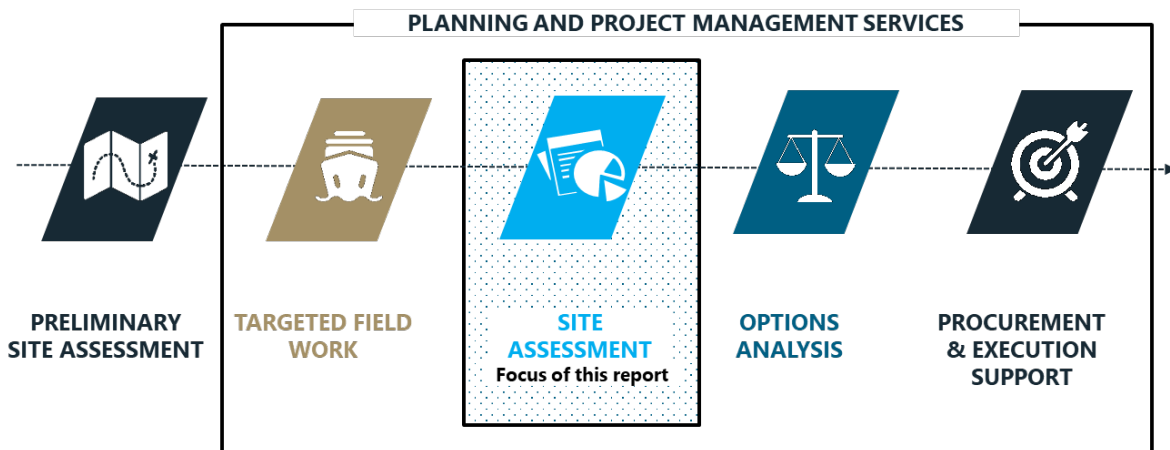 PLANNING AND PROJECT MANAGEMENT SERVICES
PRELIMINARY
SITE ASSESSMENT
TARGETED FIELD
WORK
SITE
ASSESSMENT
Focus of this report
OPTIONS
ANALYSIS
PROCUREMENT
& EXECUTION
SUPPORT